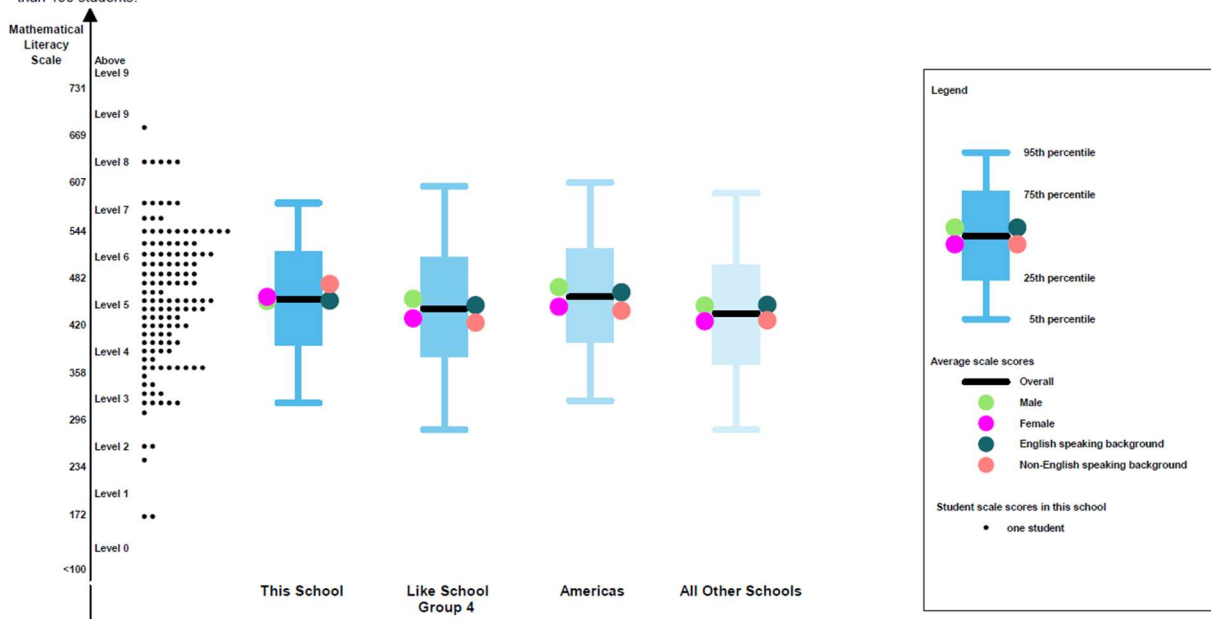 than 400 students.
Mathematical
Literacy
Scale
Above
Level 9
731
Level 9
669
Level 8
607
Level 7
544
Level 6
482
Level 5
420
Level 4
358
Level 3
296
Level 2
234
Level 1
172
Level 0
<100
This School
Like School
Group 4
Americas
All Other Schools
Legend
95th percentile
75th percentile
25th percentile
5th percentile
Average scale scores
Overall
Male
Female
English speaking background
Non-English speaking background
Student scale scores in this school
one student